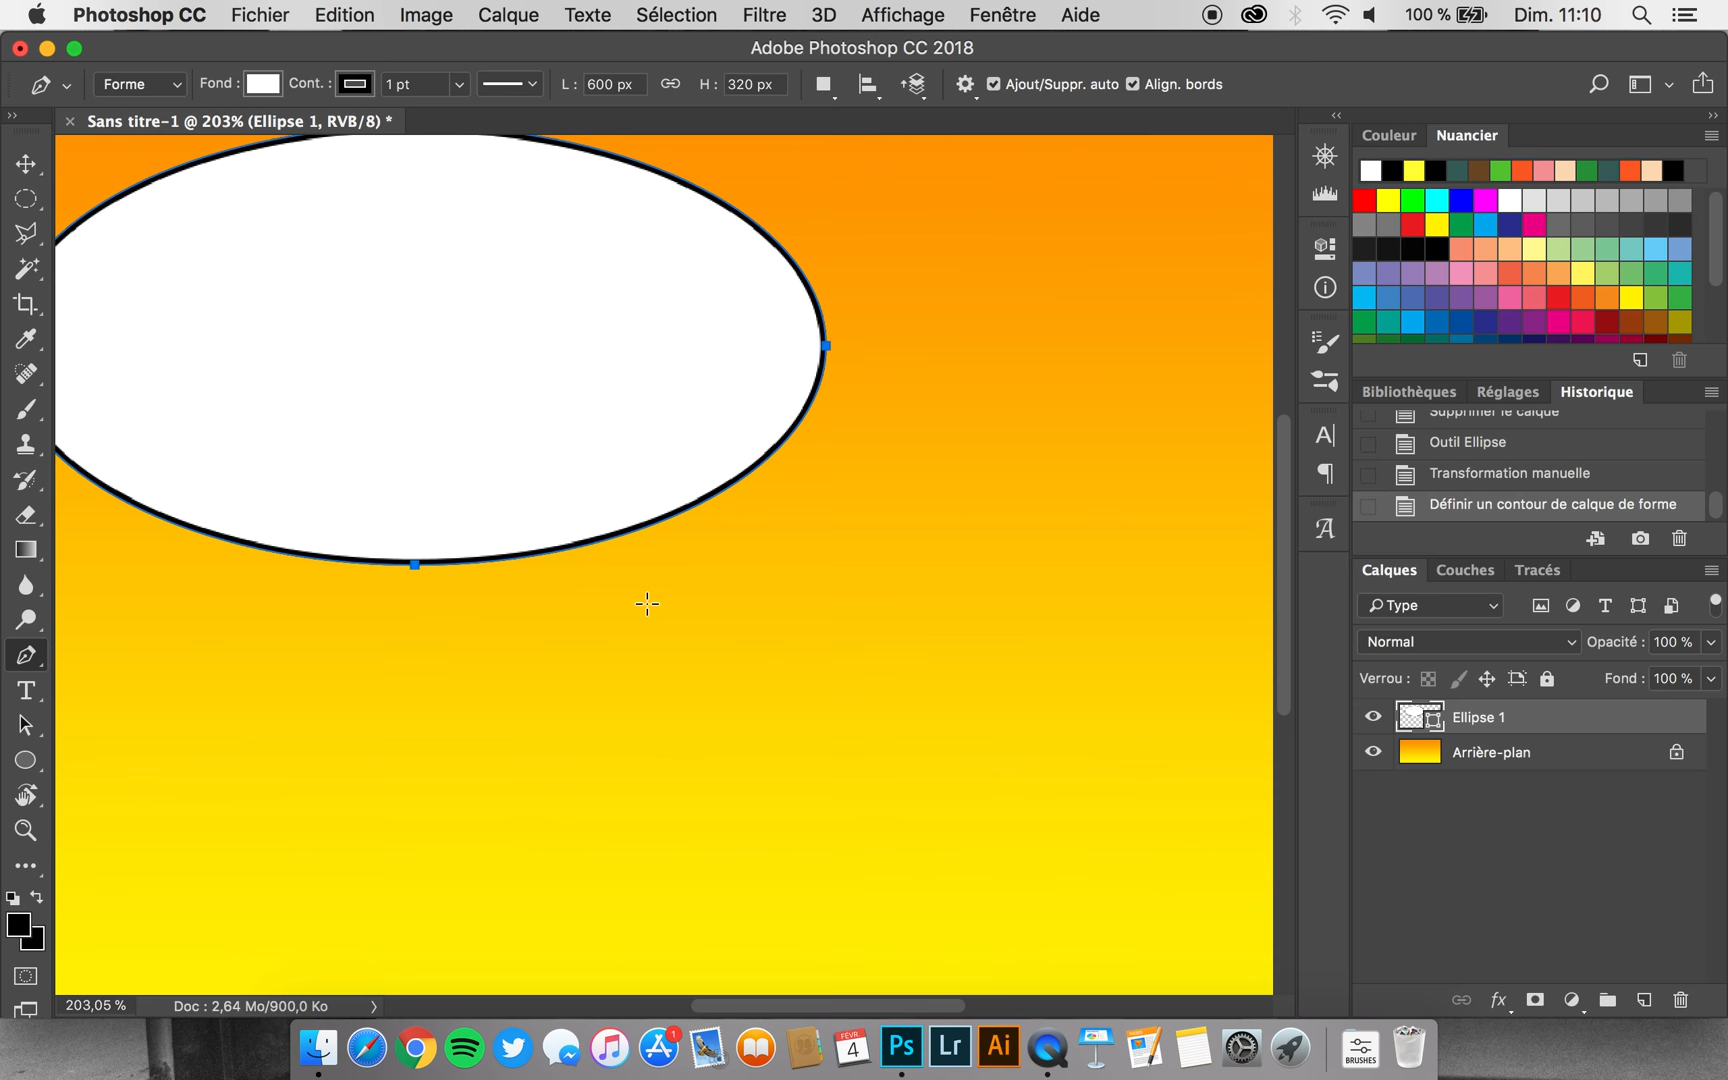 Photoshop CC Fichier Edition Image Calque Texte Sélection Filtre 3D Affichage Fenêtre Aide 100 % Dim. 11:10
Adobe Photoshop CC 2018
Forme Fond : Cont. : 1 pt L : 600 px H : 320 px Ajout/Suppr. auto Align. bords
Sans titre-1 @ 203% (Ellipse 1, RVB/8) *
Couleur Nuancier
Bibliothèques Réglages Historique
Supprimer le calque
Outil Ellipse
Transformation manuelle
Définir un contour de calque de forme
Calques Couches Tracés
Type
Normal Opacité : 100 %
Verrou : Fond : 100 %
Ellipse 1
Arrière-plan
203,05 % Doc : 2,64 Mo/900,0 Ko
1
FÉVR.
4
Ps Lr Ai
BRUSHES